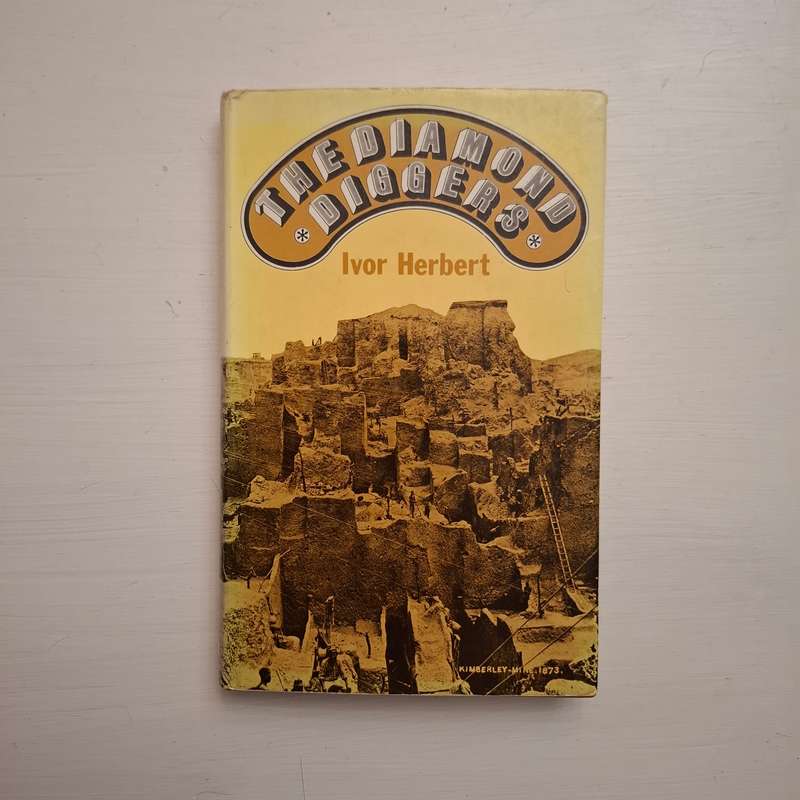 THE DIAMOND
* DIGGERS *
Ivor Herbert
KIMBERLEY-MINE.1873.